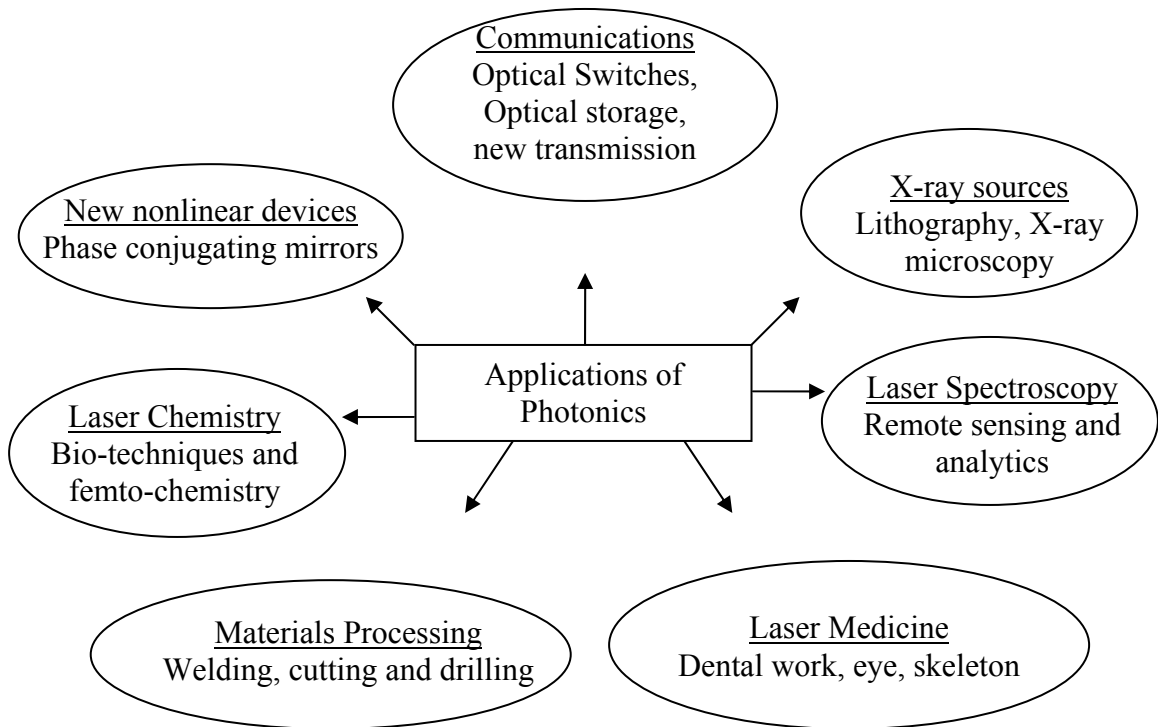 Communications
Optical Switches,
Optical storage,
new transmission
New nonlinear devices
Phase conjugating mirrors
X-ray sources
Lithography, X-ray
microscopy
Applications of
Photonics
Laser Chemistry
Bio-techniques and
femto-chemistry
Laser Spectroscopy
Remote sensing and
analytics
Materials Processing
Welding, cutting and drilling
Laser Medicine
Dental work, eye, skeleton